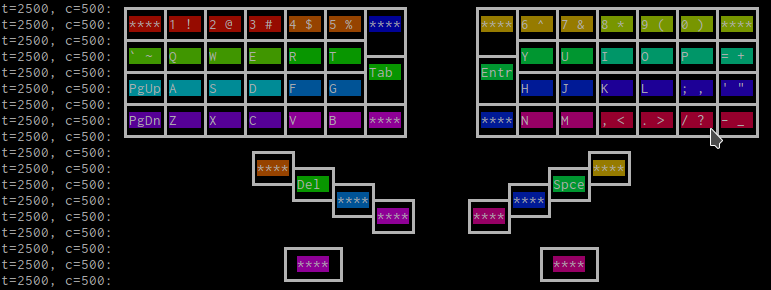 t=2500, c=500:
t=2500, c=500: **** 1 ! 2 @ 3 # 4 $ 5 % **** **** 6 ^ 7 & 8 * 9 ( 0 ) ****
t=2500, c=500:
t=2500, c=500: ` ~ Q W E R T Y U I O P = +
t=2500, c=500: Tab Entr
t=2500, c=500: PgUp A S D F G H J K L ; , ' "
t=2500, c=500:
t=2500, c=500: PgDn Z X C V B **** **** N M , < . > / ? - _
t=2500, c=500:
t=2500, c=500:
t=2500, c=500: **** ****
t=2500, c=500: Del Spce
t=2500, c=500: **** ****
t=2500, c=500: **** ****
t=2500, c=500:
t=2500, c=500:
t=2500, c=500: **** ****
t=2500, c=500: